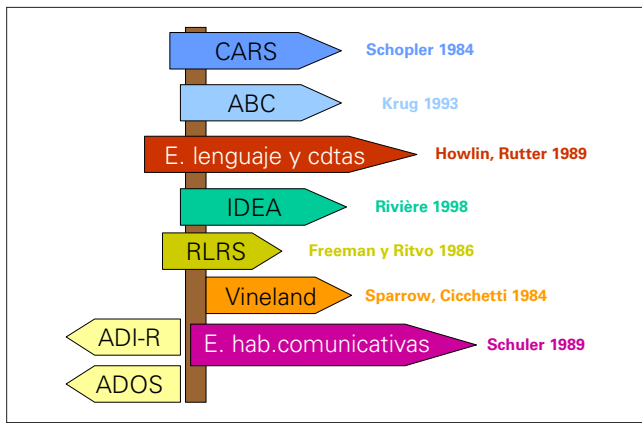 CARS Schopler 1984
ABC Krug 1993
E. lenguaje y cdtas Howlin, Rutter 1989
IDEA Rivière 1998
RLRS Freeman y Ritvo 1986
Vineland Sparrow, Cicchetti 1984
ADI-R
E. hab.comunicativas Schuler 1989
ADOS